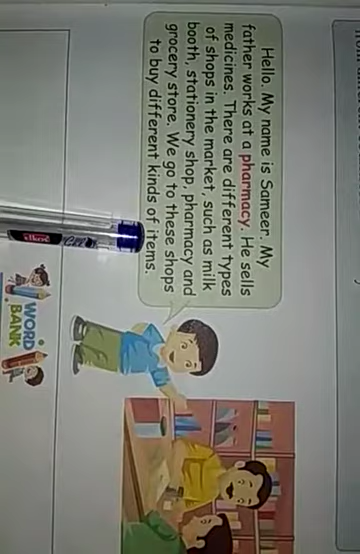 Hello. My name is Sameer. My
father works at a pharmacy. He sells
medicines. There are different types
of shops in the market, such as milk
booth, stationery shop, pharmacy and
grocery store. We go to these shops
to buy different kinds of items.
WORD
BANK